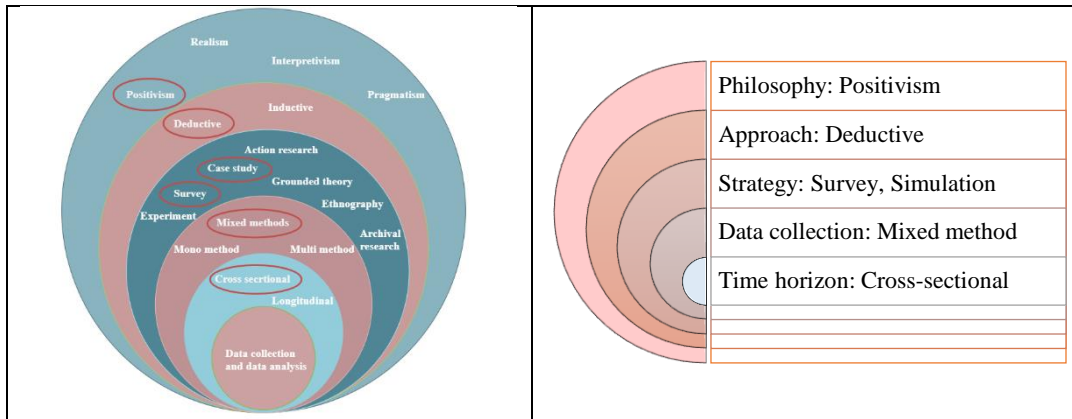 Realism
Interpretivism
Positivism
Pragmatism
Inductive
Deductive
Action research
Case study
Grounded theory
Survey
Ethnography
Experiment
Mixed methods
Archival
research
Mono method
Multi method
Cross secrtional
Longitudinal
Data collection
and data analysis
Philosophy: Positivism
Approach: Deductive
Strategy: Survey, Simulation
Data collection: Mixed method
Time horizon: Cross-sectional